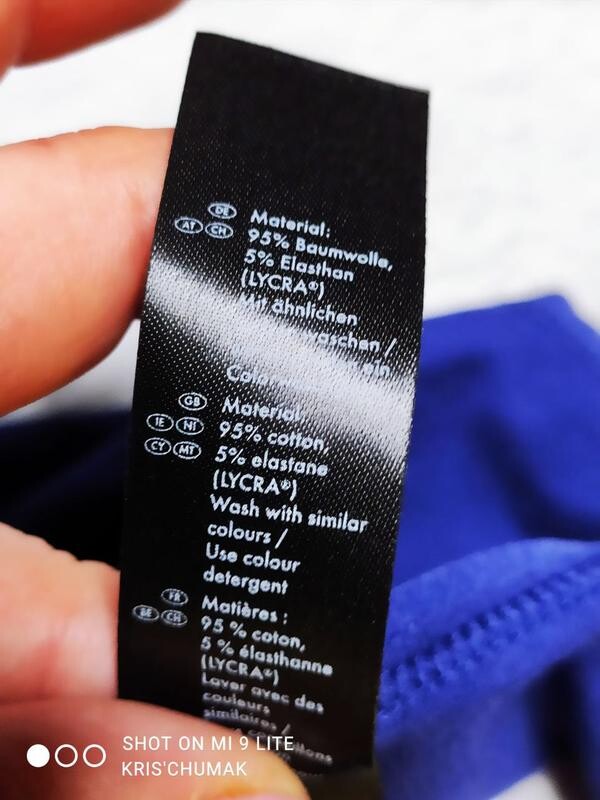 DE
AT CH
Material:
95% Baumwolle,
5% Elasthan
(LYCRA®)
Mit ähnlichen
waschen /
GB
IE NI
CY MT
Material:
95% cotton,
5% elastane
(LYCRA®)
Wash with similar
colours /
Use colour
detergent
FR
BE CH
Matières :
95 % coton,
5 % élasthanne
(LYCRA®)
Laver avec des
couleurs
similaires /
SHOT ON MI 9 LITE
KRIS'CHUMAK